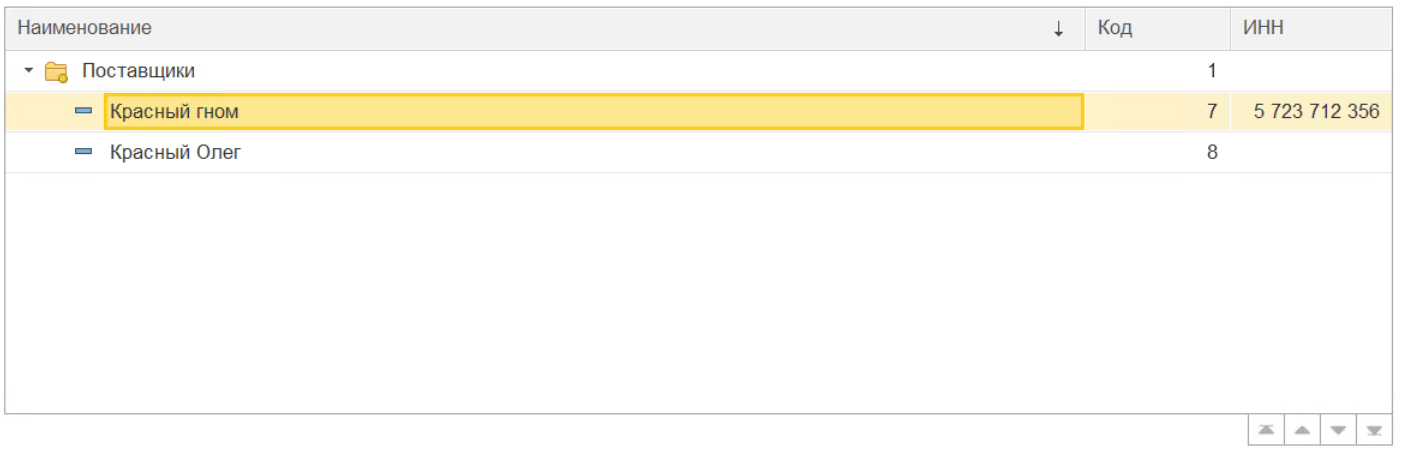 Наименование ↓ Код ИНН
Поставщики 1
Красный гном 7 5 723 712 356
Красный Олег 8